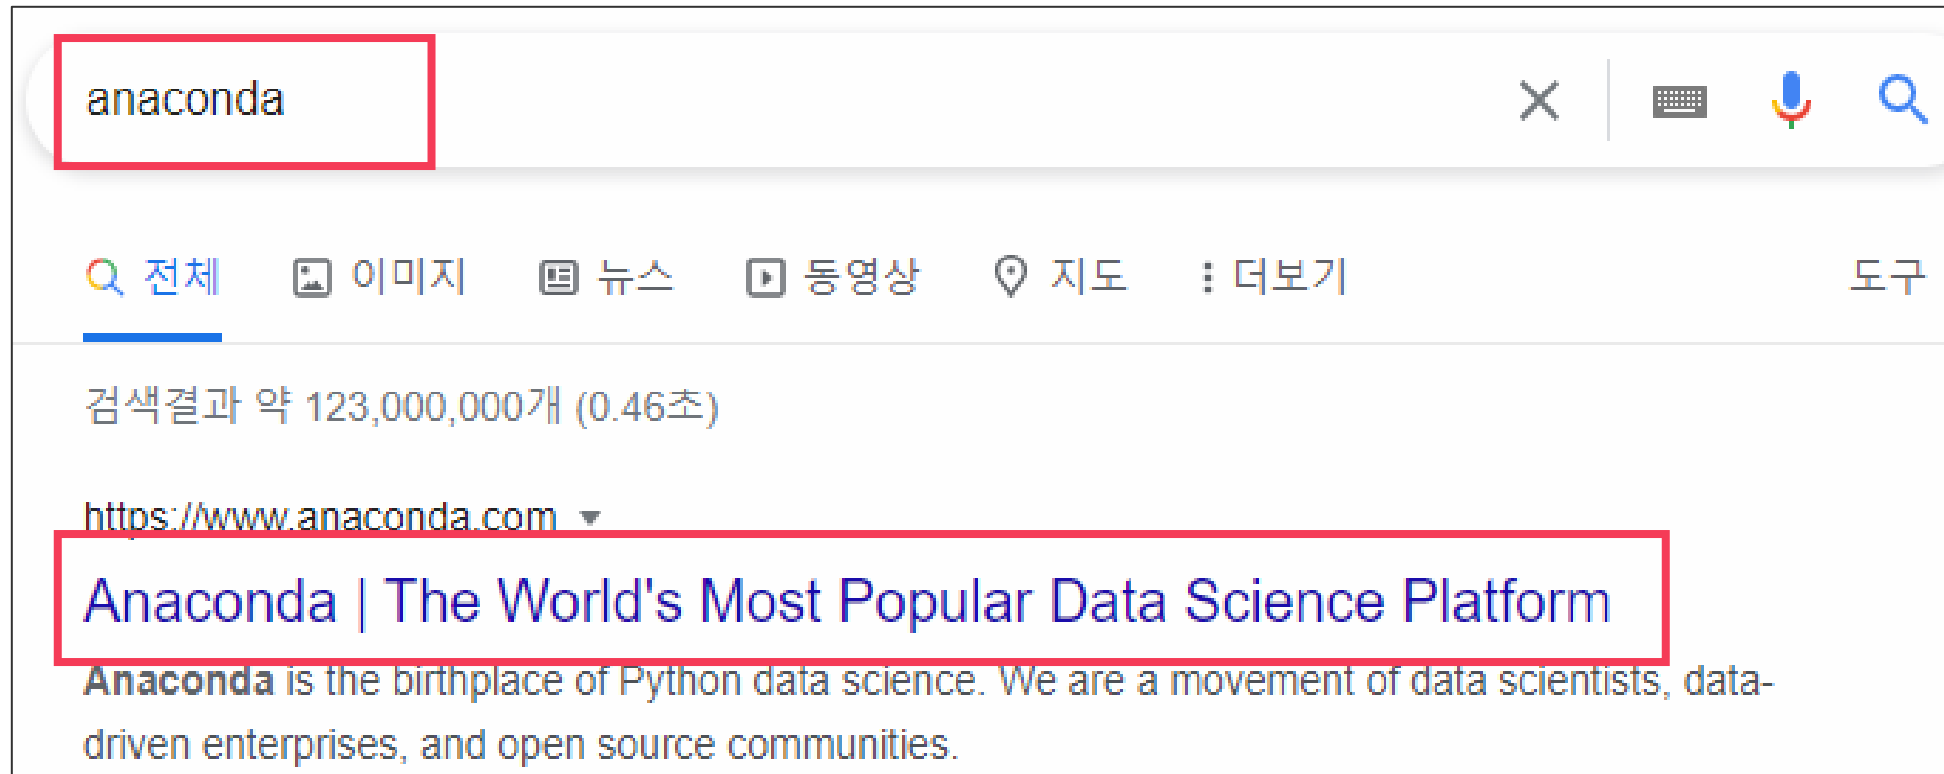 anaconda
전체 이미지 뉴스 동영상 지도 더보기 도구
검색결과 약 123,000,000개 (0.46초)
https://www.anaconda.com
Anaconda | The World's Most Popular Data Science Platform
Anaconda is the birthplace of Python data science. We are a movement of data scientists, data-
driven enterprises, and open source communities.